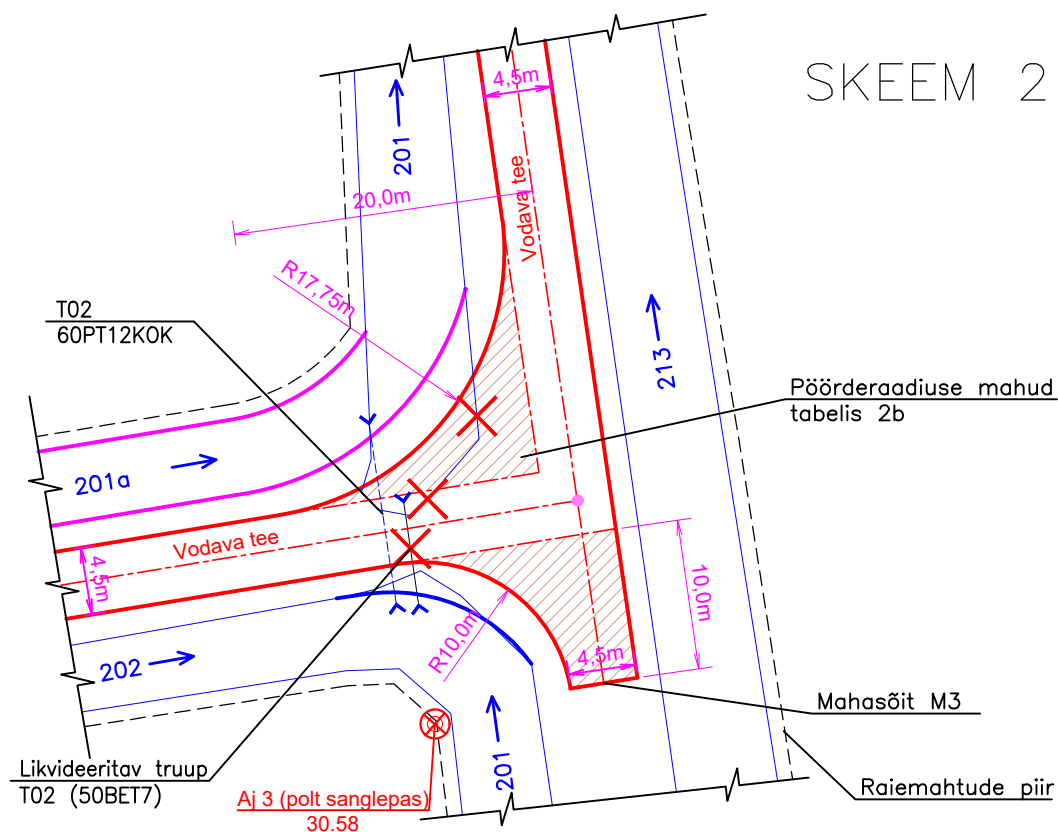 SKEEM 2
4,5m
201
Vodava tee
20,0m
R17,75m
T02
60PT12KOK
213
Pöörderaadiuse mahud
tabelis 2b
201a
Vodava tee
4,5m
10,0m
R10,0m
4,5m
202
Mahasõit M3
201
Likvideeritav truup
T02 (50BET7)
Aj 3 (polt sanglepas)
30.58
Raiemahtude piir